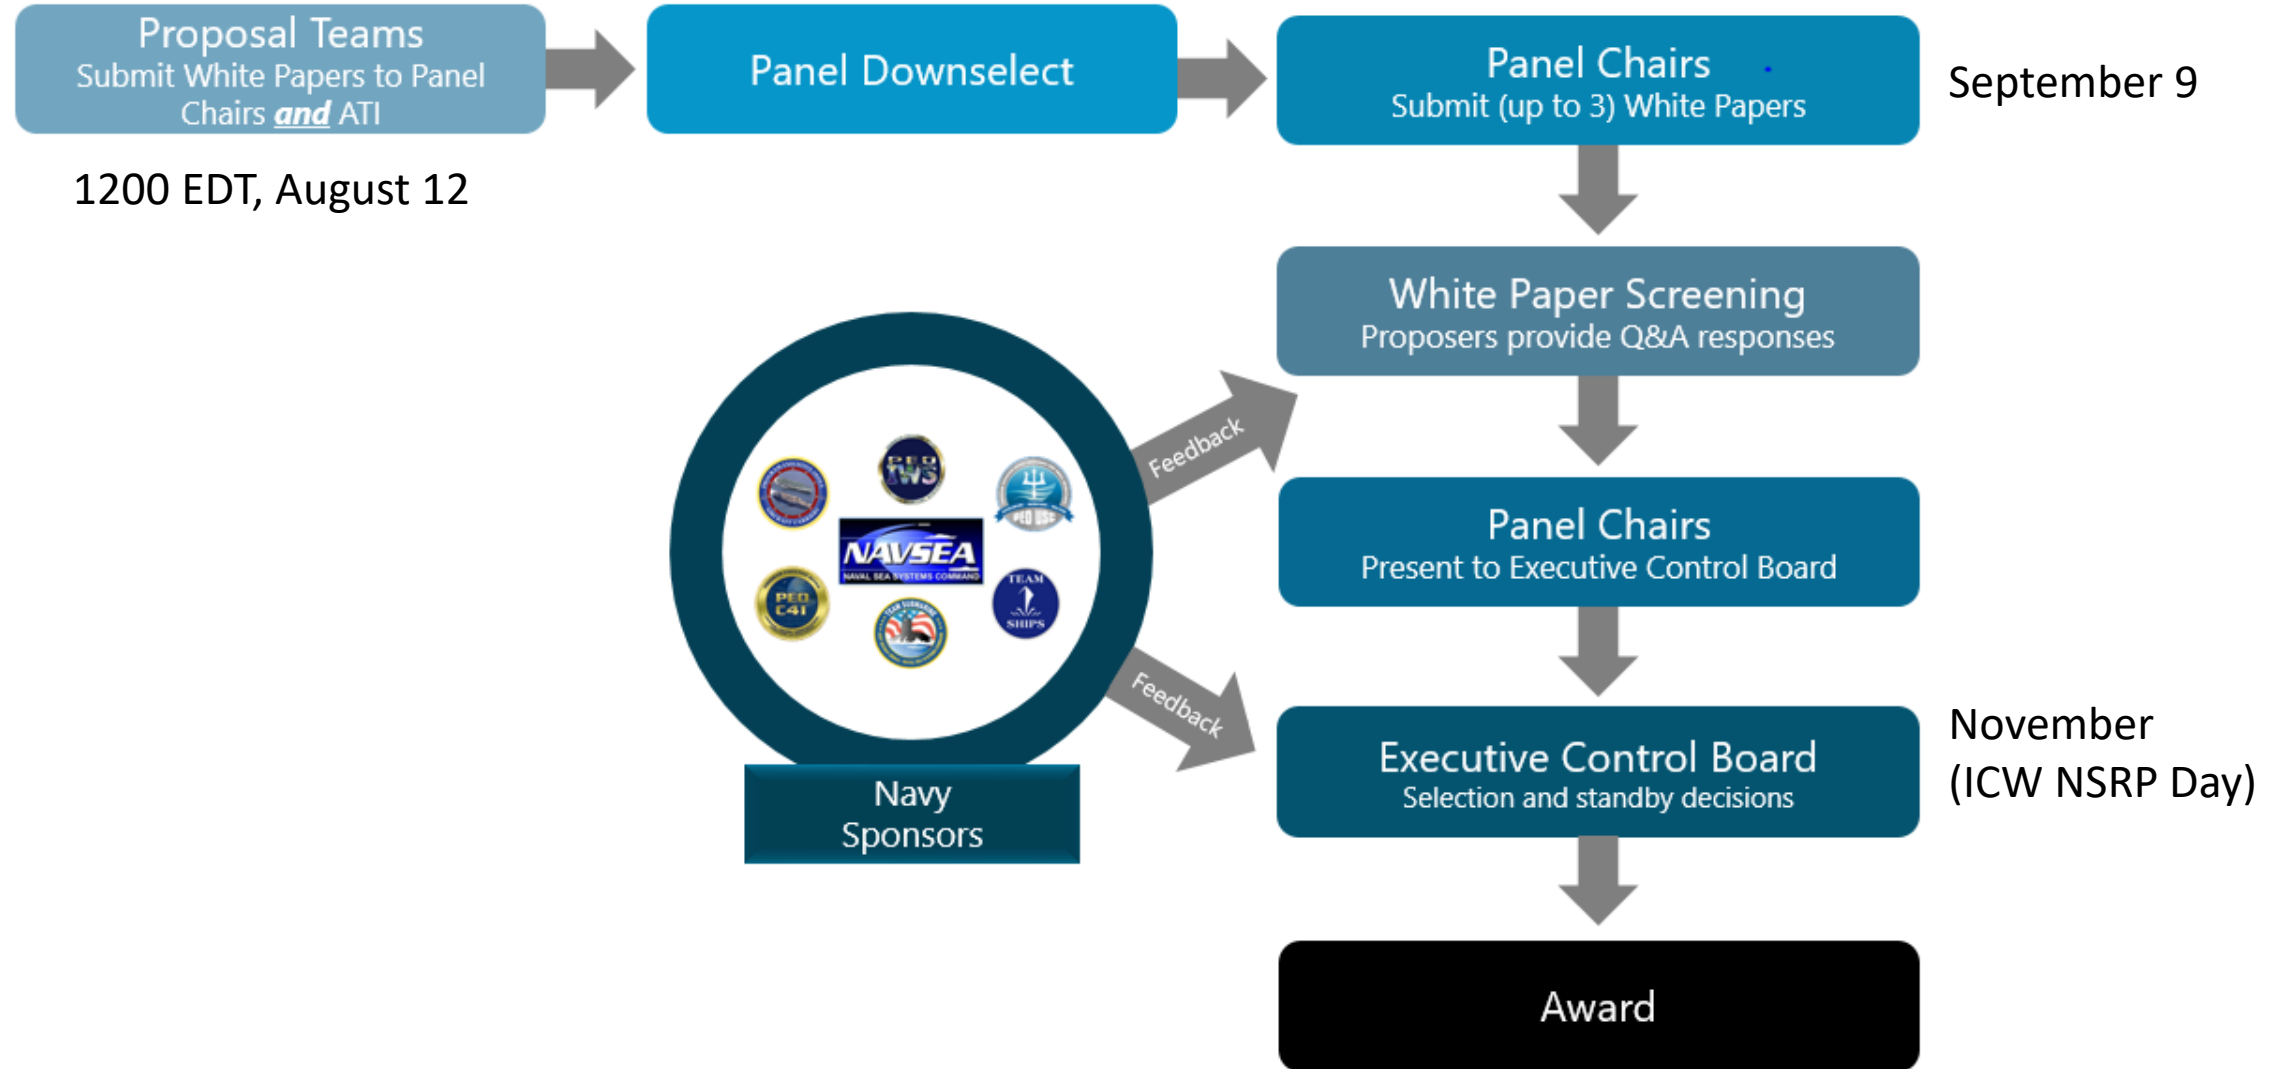 Proposal Teams
Submit White Papers to Panel
Chairs and ATI
1200 EDT, August 12
Panel Downselect
Panel Chairs
Submit (up to 3) White Papers
September 9
White Paper Screening
Proposers provide Q&A responses
Feedback
PEO
IWS
PEO USC
NAVSEA
NAVAL SEA SYSTEMS COMMAND
PEO
C4I
TEAM SUBMARINE
TEAM
SHIPS
Panel Chairs
Present to Executive Control Board
Feedback
Navy
Sponsors
Executive Control Board
Selection and standby decisions
November
(ICW NSRP Day)
Award